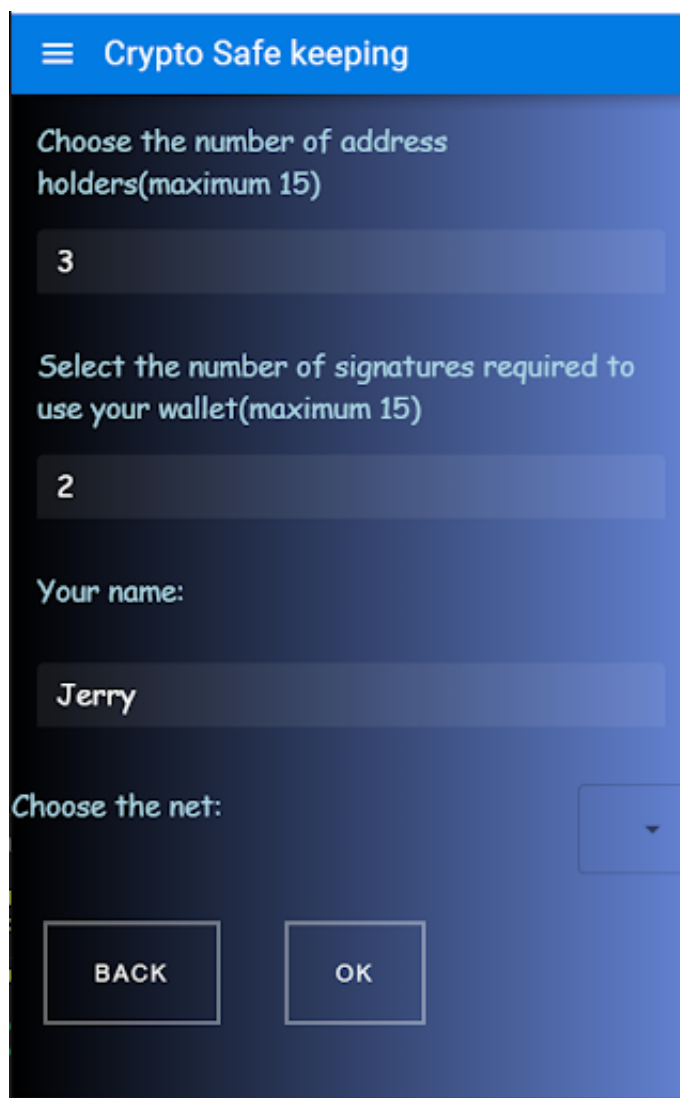 Crypto Safe keeping
Choose the number of address
holders(maximum 15)
3
Select the number of signatures required to
use your wallet(maximum 15)
2
Your name:
Jerry
Choose the net:
BACK
OK